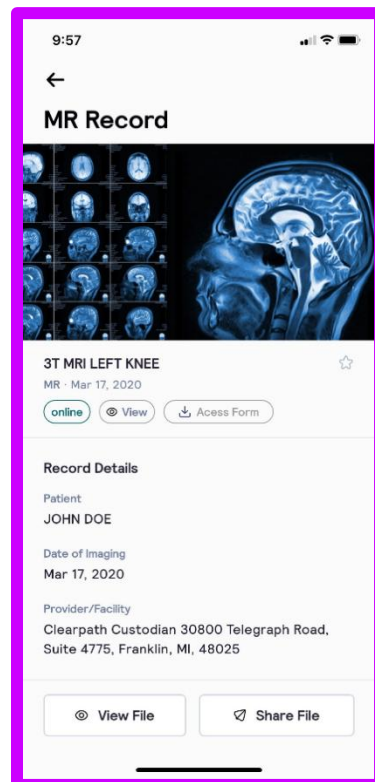 9:57
MR Record
3T MRI LEFT KNEE
MR · Mar 17, 2020
online View Acess Form
Record Details
Patient
JOHN DOE
Date of Imaging
Mar 17, 2020
Provider/Facility
Clearpath Custodian 30800 Telegraph Road,
Suite 4775, Franklin, MI, 48025
View File Share File